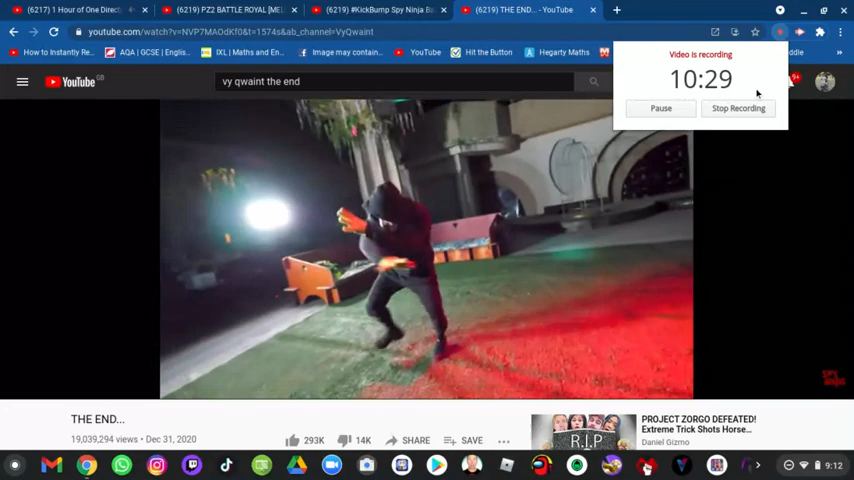 (6217) 1 Hour of One Direct
(6219) PZ2 BATTLE ROYAL [ME
(6219) #KickBump Spy Ninja Ba
(6219) THE END... - YouTube
youtube.com/watch?v=NVP7MAOdKf0&t=1574s&ab_channel=VyQwaint
How to Instantly Re...
AQA | GCSE | Englis...
IXL | Maths and En...
Image may contain...
YouTube
Hit the Button
Hegarty Maths
ddle
YouTube GB
vy qwaint the end
9+
Video is recording
10:29
Pause
Stop Recording
SPY NINJA
THE END...
19,039,294 views • Dec 31, 2020
293K
14K
SHARE
SAVE
R.I.P
PROJECT ZORGO DEFEATED!
Extreme Trick Shots Horse...
Daniel Gizmo
9:12